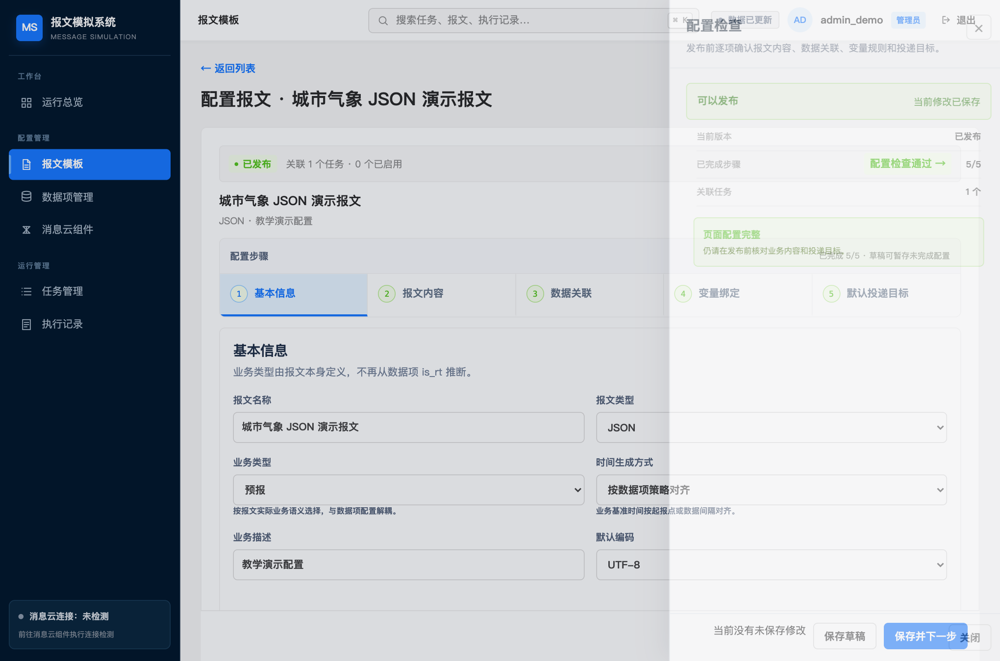 MS
报文模拟系统
MESSAGE SIMULATION
工作台
运行总览
配置管理
报文模板
数据项管理
消息云组件
运行管理
任务管理
执行记录
消息云连接：未检测
前往消息云组件执行连接检测
报文模板
搜索任务、报文、执行记录...
⌘ K
数据已更新
AD
admin_demo
管理员
退出
← 返回列表
配置报文 · 城市气象 JSON 演示报文
已发布
关联 1 个任务 · 0 个已启用
配置检查通过 →
城市气象 JSON 演示报文
JSON · 教学演示配置
配置步骤
已完成 5/5 · 草稿可暂存未完成配置
1 基本信息
2 报文内容
3 数据关联
4 变量绑定
5 默认投递目标
基本信息
业务类型由报文本身定义，不再从数据项 is_rt 推断。
报文名称
城市气象 JSON 演示报文
报文类型
JSON
业务类型
预报
按报文实际业务语义选择，与数据项配置解耦。
时间生成方式
按数据项策略对齐
业务基准时间按起报点或数据间隔对齐。
业务描述
教学演示配置
默认编码
UTF-8
当前没有未保存修改
保存草稿
保存并下一步
配置检查
发布前逐项确认报文内容、数据关联、变量规则和投递目标。
可以发布
当前修改已保存
当前版本
已发布
已完成步骤
5/5
关联任务
1 个
页面配置完整
仍请在发布前核对业务内容和投递目标。
关闭